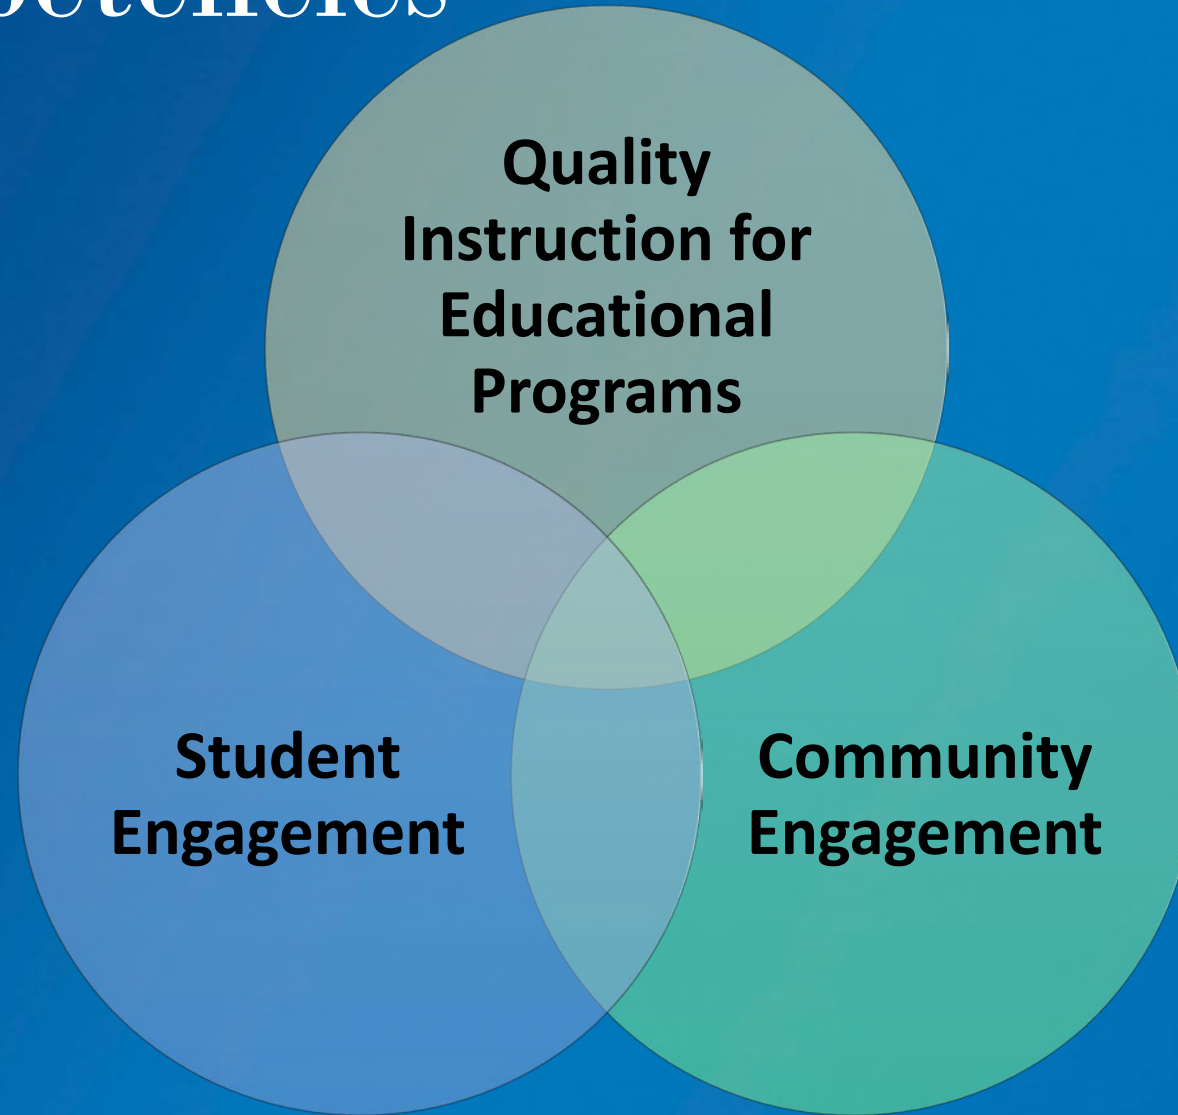 Quality
Instruction for
Educational
Programs
Student
Engagement
Community
Engagement